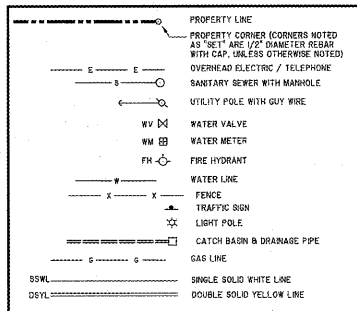 PROPERTY LINE
PROPERTY CORNER (CORNERS NOTED
AS "SET" ARE 1/2" DIAMETER REBAR
WITH CAP, UNLESS OTHERWISE NOTED)
E E OVERHEAD ELECTRIC / TELEPHONE
S SANITARY SEWER WITH MANHOLE
UTILITY POLE WITH GUY WIRE
WV WATER VALVE
WM WATER METER
FH FIRE HYDRANT
W WATER LINE
X X FENCE
TRAFFIC SIGN
LIGHT POLE
CATCH BASIN & DRAINAGE PIPE
G G GAS LINE
SSWL SINGLE SOLID WHITE LINE
DSYL DOUBLE SOLID YELLOW LINE